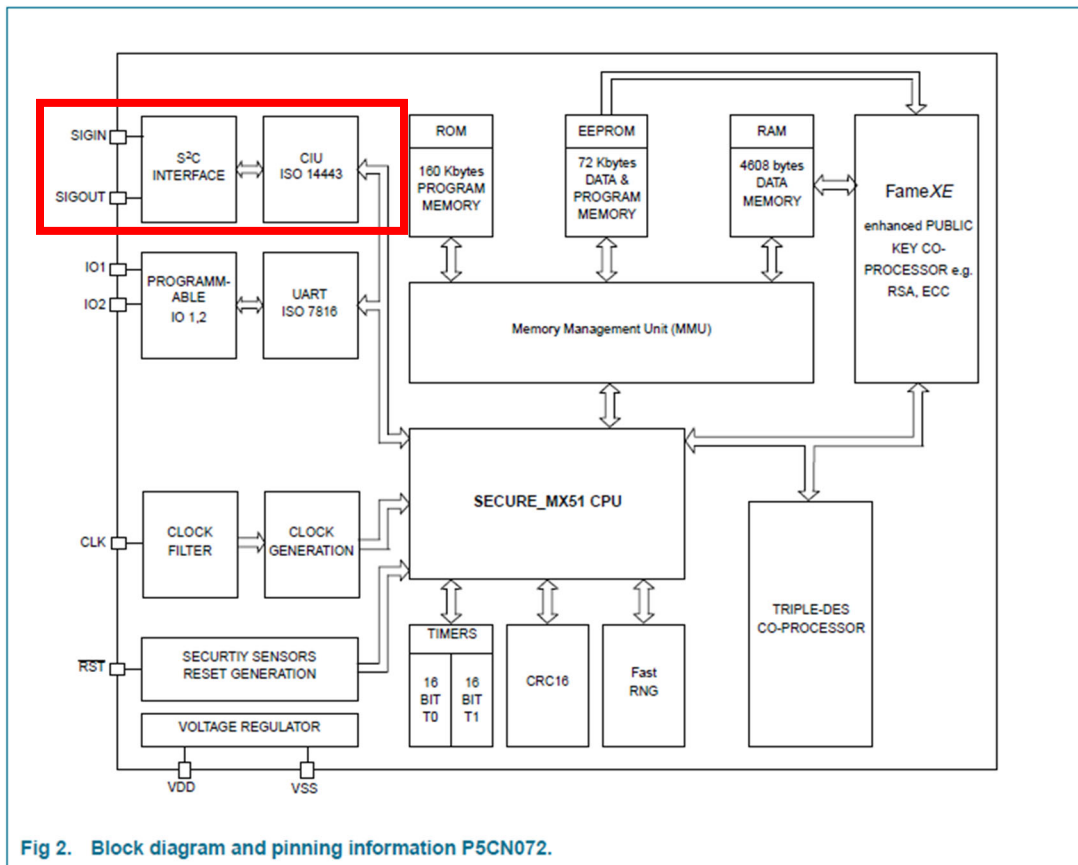 SIGIN
SIGOUT
S²C
INTERFACE
CIU
ISO 14443
ROM
160 Kbytes
PROGRAM
MEMORY
EEPROM
72 Kbytes
DATA &
PROGRAM
MEMORY
RAM
4608 bytes
DATA
MEMORY
FameXE
enhanced PUBLIC
KEY CO-
PROCESSOR e.g.
RSA, ECC
IO1
IO2
PROGRAMM-
ABLE
IO 1,2
UART
ISO 7816
Memory Management Unit (MMU)
SECURE_MX51 CPU
CLK
CLOCK
FILTER
CLOCK
GENERATION
RST
SECURTIY SENSORS
RESET GENERATION
TIMERS
16
BIT
T0
16
BIT
T1
CRC16
Fast
RNG
TRIPLE-DES
CO-PROCESSOR
VOLTAGE REGULATOR
VDD
VSS
Fig 2. Block diagram and pinning information P5CN072.